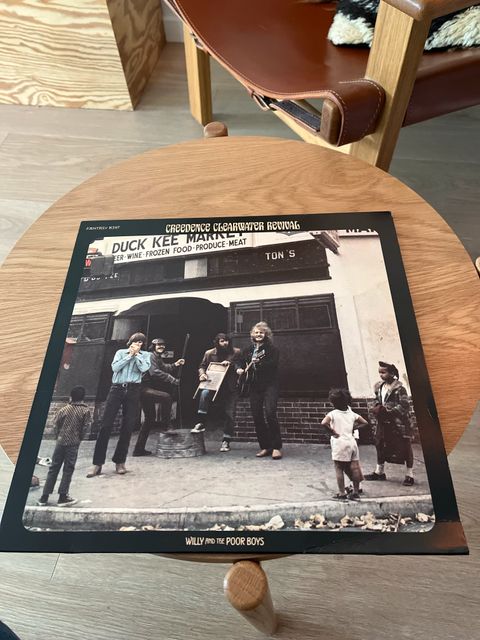 FANTASY 8397
CREEDENCE CLEARWATER REVIVAL
DUCK KEE MARKET
EER · WINE · FROZEN FOOD · PRODUCE · MEAT
TON'S
WILLY AND THE POOR BOYS